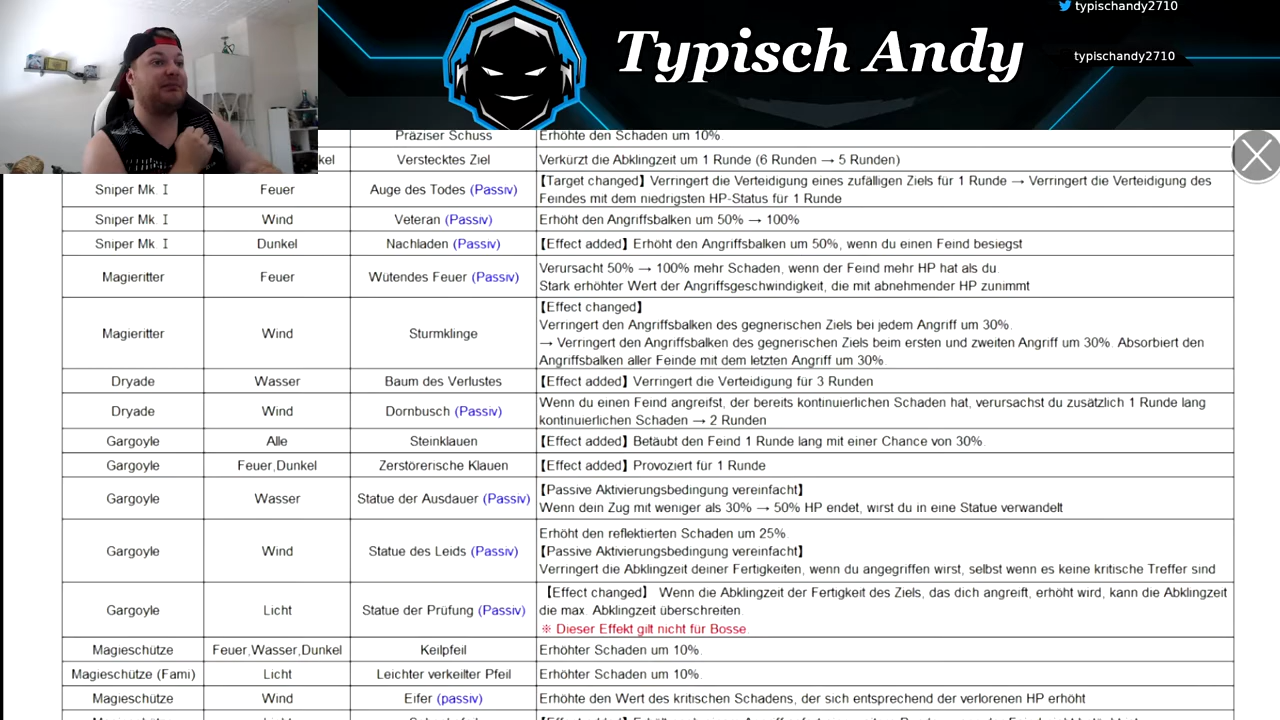 Typisch Andy
typischandy2710
typischandy2710
Präziser Schuss Erhöhte den Schaden um 10%
kel Verstecktes Ziel Verkürzt die Abklingzeit um 1 Runde (6 Runden → 5 Runden)
Sniper Mk Ⅰ Feuer Auge des Todes (Passiv) 【Target changed】 Verringert die Verteidigung eines zufälligen Ziels für 1 Runde → Verringert die Verteidigung des
Feindes mit dem niedrigsten HP-Status für 1 Runde
Sniper Mk Ⅰ Wind Veteran (Passiv) Erhöht den Angriffsbalken um 50% → 100%
Sniper Mk Ⅰ Dunkel Nachladen (Passiv) 【Effect added】 Erhöht den Angriffsbalken um 50%, wenn du einen Feind besiegst
Magieritter Feuer Wütendes Feuer (Passiv) Verursacht 50% → 100% mehr Schaden, wenn der Feind mehr HP hat als du.
Stark erhöhter Wert der Angriffsgeschwindigkeit, die mit abnehmender HP zunimmt
Magieritter Wind Sturmklinge 【Effect changed】
Verringert den Angriffsbalken des gegnerischen Ziels bei jedem Angriff um 30%.
→ Verringert den Angriffsbalken des gegnerischen Ziels beim ersten und zweiten Angriff um 30%. Absorbiert den
Angriffsbalken aller Feinde mit dem letzten Angriff um 30%.
Dryade Wasser Baum des Verlustes 【Effect added】 Verringert die Verteidigung für 3 Runden
Dryade Wind Dornbusch (Passiv) Wenn du einen Feind angreifst, der bereits kontinuierlichen Schaden hat, verursachst du zusätzlich 1 Runde lang
kontinuierlichen Schaden → 2 Runden
Gargoyle Alle Steinklauen 【Effect added】 Betäubt den Feind 1 Runde lang mit einer Chance von 30%.
Gargoyle Feuer,Dunkel Zerstörerische Klauen 【Effect added】 Provoziert für 1 Runde
Gargoyle Wasser Statue der Ausdauer (Passiv) 【Passive Aktivierungsbedingung vereinfacht】
Wenn dein Zug mit weniger als 30% → 50% HP endet, wirst du in eine Statue verwandelt
Gargoyle Wind Statue des Leids (Passiv) Erhöht den reflektierten Schaden um 25%.
【Passive Aktivierungsbedingung vereinfacht】
Verringert die Abklingzeit deiner Fertigkeiten, wenn du angegriffen wirst, selbst wenn es keine kritische Treffer sind
Gargoyle Licht Statue der Prüfung (Passiv) 【Effect changed】 Wenn die Abklingzeit der Fertigkeit des Ziels, das dich angreift, erhöht wird, kann die Abklingzeit
die max. Abklingzeit überschreiten.
※ Dieser Effekt gilt nicht für Bosse.
Magieschütze Feuer,Wasser,Dunkel Keilpfeil Erhöhter Schaden um 10%.
Magieschütze (Fami) Licht Leichter verkeilter Pfeil Erhöhter Schaden um 10%.
Magieschütze Wind Eifer (passiv) Erhöhte den Wert des kritischen Schadens, der sich entsprechend der verlorenen HP erhöht